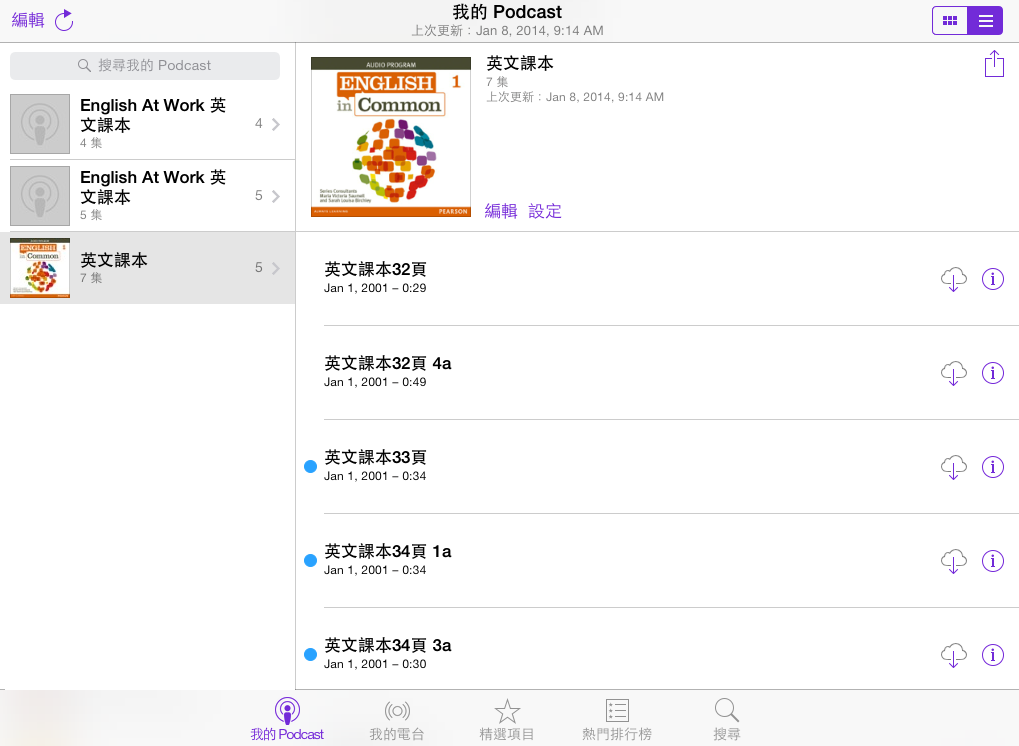 編輯
我的 Podcast
上次更新：Jan 8, 2014, 9:14 AM
搜尋我的 Podcast
English At Work 英
文課本
4 集
4
English At Work 英
文課本
5 集
5
英文課本
7 集
5
AUDIO PROGRAM
ENGLISH 1
in Common
Series Consultants
Maria Victoria Saumell
and Sarah Louisa Birchley
PEARSON
英文課本
7 集
上次更新：Jan 8, 2014, 9:14 AM
編輯 設定
英文課本32頁
Jan 1, 2001 – 0:29
英文課本32頁 4a
Jan 1, 2001 – 0:49
英文課本33頁
Jan 1, 2001 – 0:34
英文課本34頁 1a
Jan 1, 2001 – 0:34
英文課本34頁 3a
Jan 1, 2001 – 0:30
我的 Podcast
我的電台
精選項目
熱門排行榜
搜尋